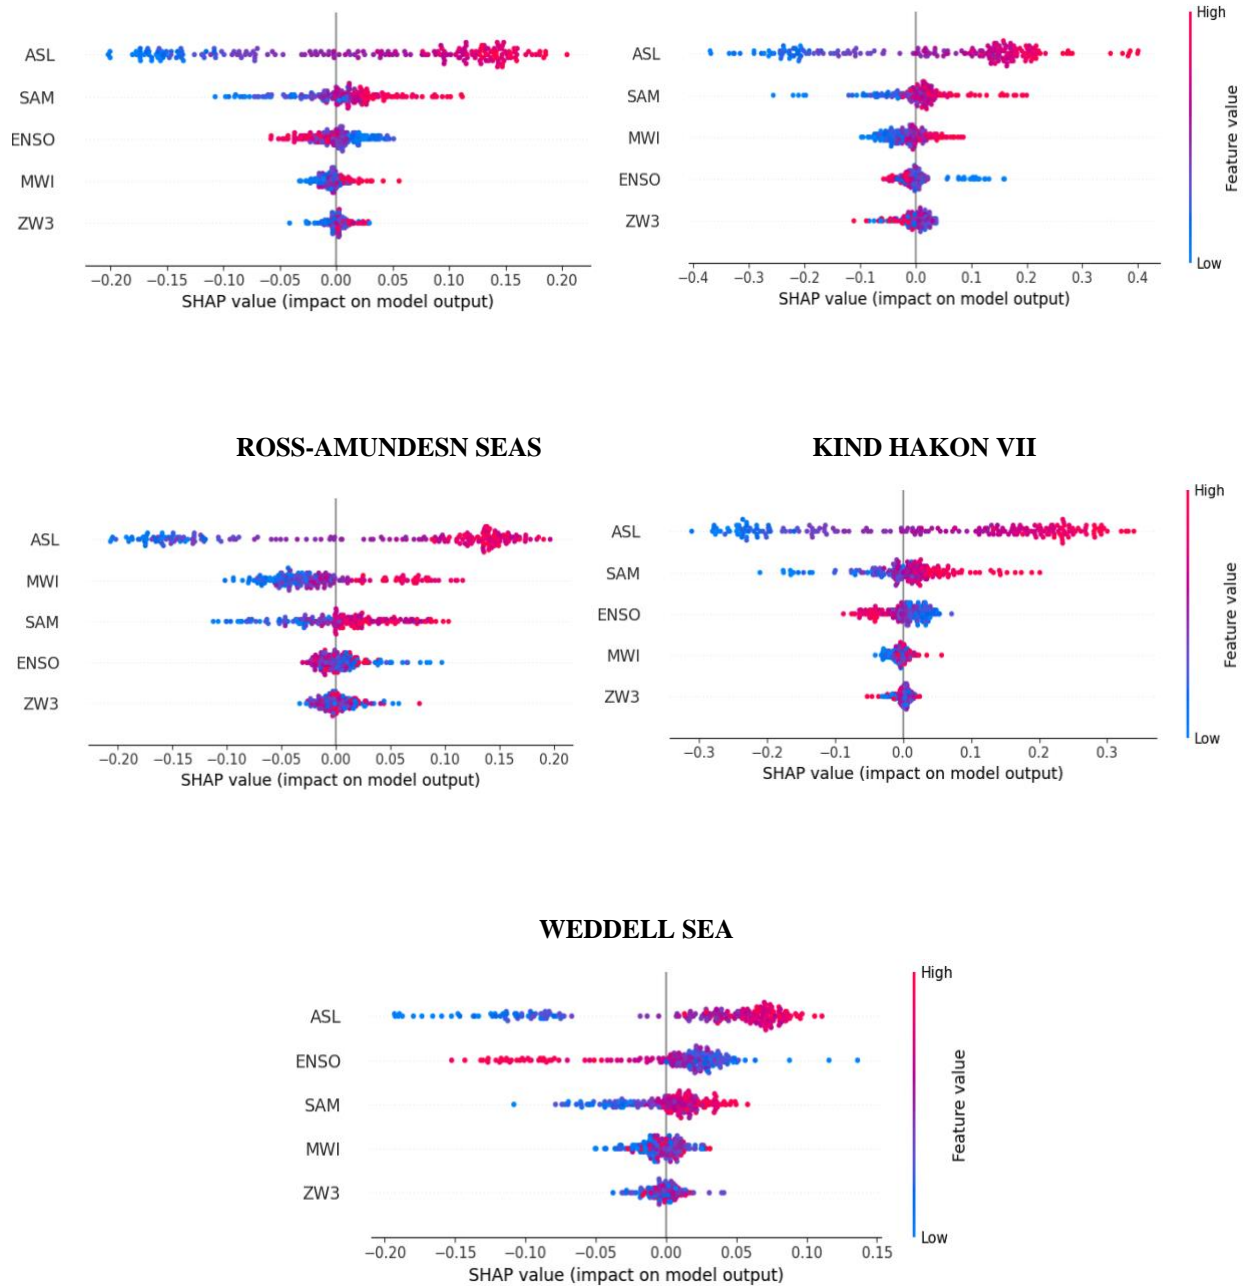 High
ASL
SAM
ENSO
MWI
ZW3
−0.20 −0.15 −0.10 −0.05 0.00 0.05 0.10 0.15 0.20
SHAP value (impact on model output)
ASL
SAM
MWI
ENSO
ZW3
−0.4 −0.3 −0.2 −0.1 0.0 0.1 0.2 0.3 0.4
SHAP value (impact on model output)
Feature value
Low
ROSS-AMUNDESN SEAS
KIND HAKON VII
ASL
MWI
SAM
ENSO
ZW3
−0.20 −0.15 −0.10 −0.05 0.00 0.05 0.10 0.15 0.20
SHAP value (impact on model output)
High
ASL
SAM
ENSO
MWI
ZW3
−0.3 −0.2 −0.1 0.0 0.1 0.2 0.3
SHAP value (impact on model output)
Feature value
Low
WEDDELL SEA
High
ASL
ENSO
SAM
MWI
ZW3
−0.20 −0.15 −0.10 −0.05 0.00 0.05 0.10 0.15
SHAP value (impact on model output)
Feature value
Low